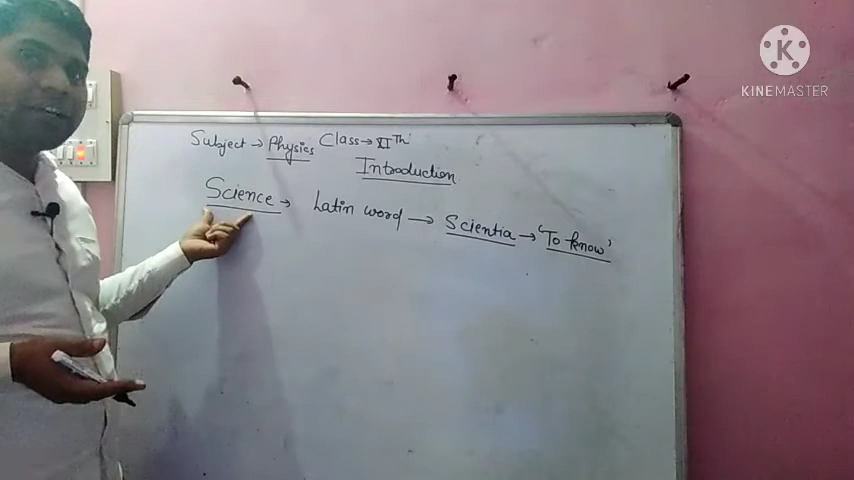 Subject → Physics Class → XI Th
Introduction
Science → Latin word → Scientia → 'To know'
K
KINEMASTER